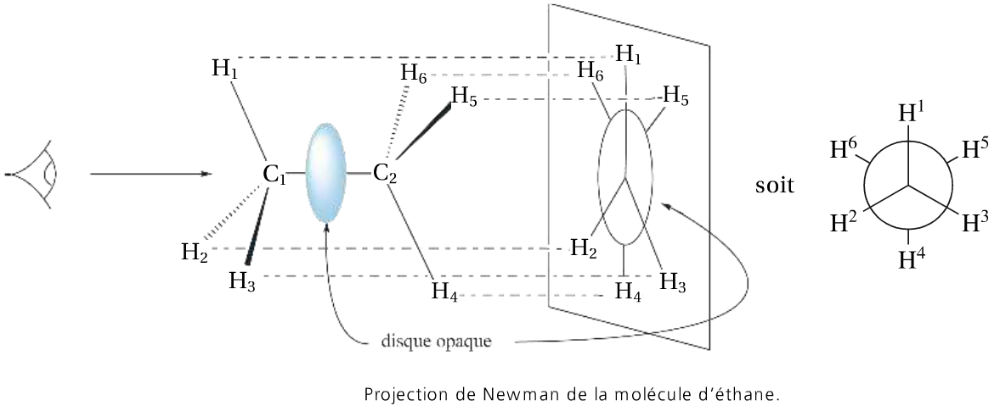 H₁
H₆
H₅
C₁
C₂
H₂
H₃
H₄
H₁
H₆
H₅
H₂
H₃
H₄
soit
H¹
H⁶
H⁵
H²
H³
H⁴
disque opaque
Projection de Newman de la molécule d'éthane.